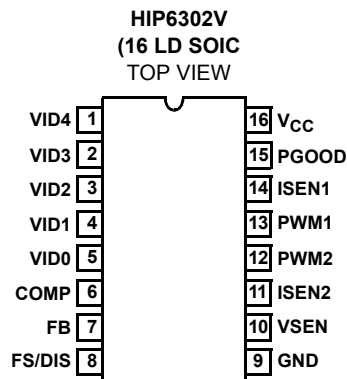 HIP6302V
(16 LD SOIC
TOP VIEW
VID4 1 16 VCC
VID3 2 15 PGOOD
VID2 3 14 ISEN1
VID1 4 13 PWM1
VID0 5 12 PWM2
COMP 6 11 ISEN2
FB 7 10 VSEN
FS/DIS 8 9 GND